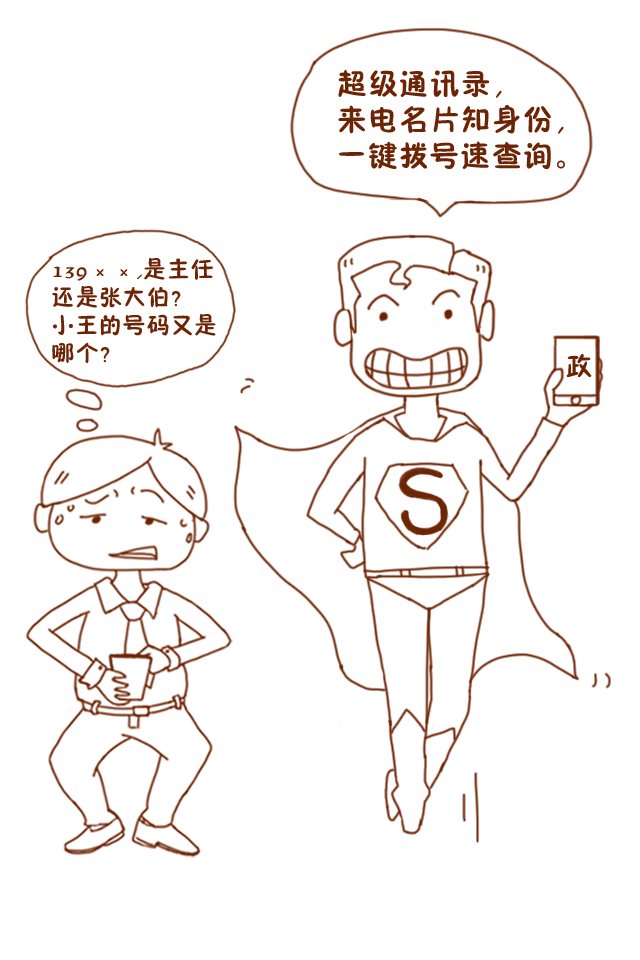 超级通讯录,
来电名片知身份,
一键拨号速查询。
139××,是主任
还是张大伯?
小王的号码又是
哪个?
政
S